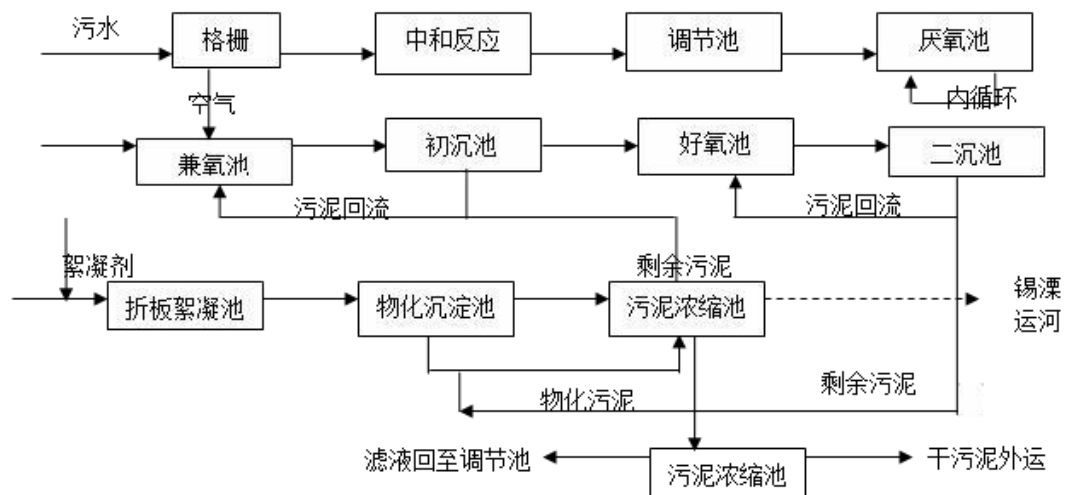 污水
格栅
中和反应
调节池
厌氧池
空气
内循环
兼氧池
初沉池
好氧池
二沉池
污泥回流
污泥回流
絮凝剂
剩余污泥
折板絮凝池
物化沉淀池
污泥浓缩池
锡溧
运河
物化污泥
剩余污泥
滤液回至调节池
污泥浓缩池
干污泥外运